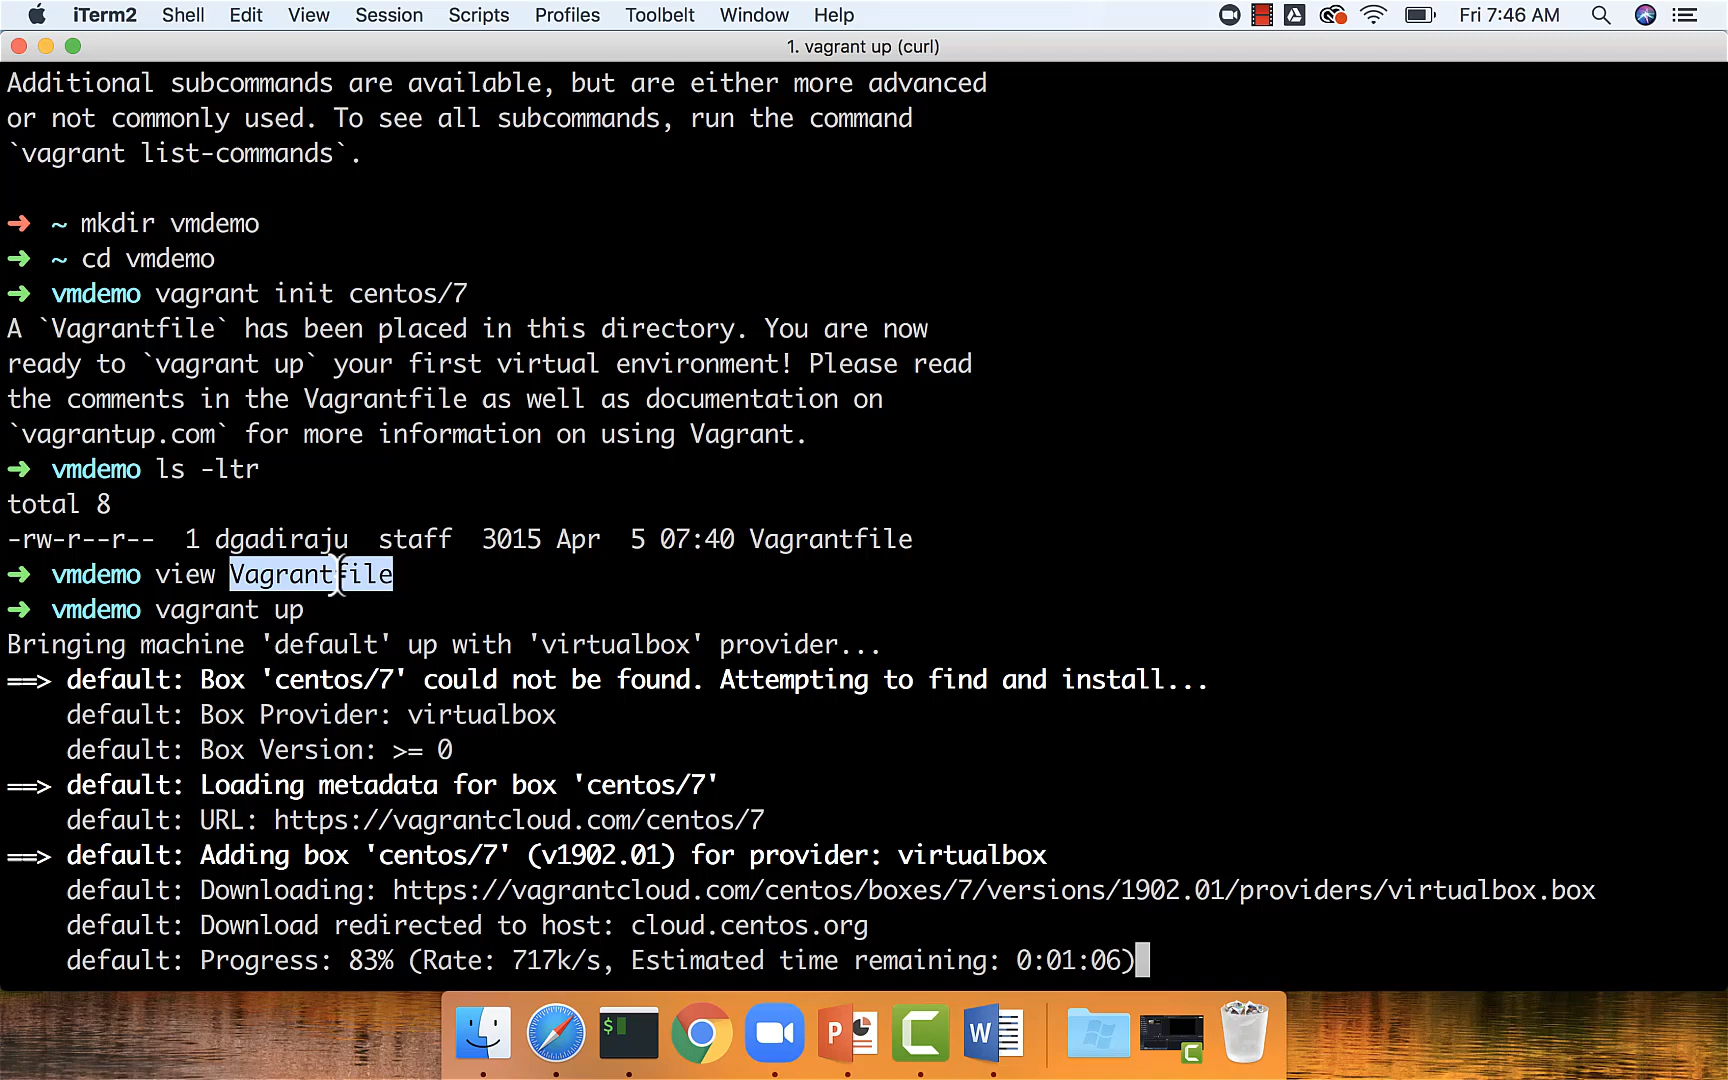 iTerm2 Shell Edit View Session Scripts Profiles Toolbelt Window Help Fri 7:46 AM
1. vagrant up (curl)
Additional subcommands are available, but are either more advanced
or not commonly used. To see all subcommands, run the command
`vagrant list-commands`.
➜ ~ mkdir vmdemo
➜ ~ cd vmdemo
➜ vmdemo vagrant init centos/7
A `Vagrantfile` has been placed in this directory. You are now
ready to `vagrant up` your first virtual environment! Please read
the comments in the Vagrantfile as well as documentation on
`vagrantup.com` for more information on using Vagrant.
➜ vmdemo ls -ltr
total 8
-rw-r--r-- 1 dgadiraju staff 3015 Apr 5 07:40 Vagrantfile
➜ vmdemo view Vagrantfile
➜ vmdemo vagrant up
Bringing machine 'default' up with 'virtualbox' provider...
==> default: Box 'centos/7' could not be found. Attempting to find and install...
default: Box Provider: virtualbox
default: Box Version: >= 0
==> default: Loading metadata for box 'centos/7'
default: URL: https://vagrantcloud.com/centos/7
==> default: Adding box 'centos/7' (v1902.01) for provider: virtualbox
default: Downloading: https://vagrantcloud.com/centos/boxes/7/versions/1902.01/providers/virtualbox.box
default: Download redirected to host: cloud.centos.org
default: Progress: 83% (Rate: 717k/s, Estimated time remaining: 0:01:06)
$ P C W C